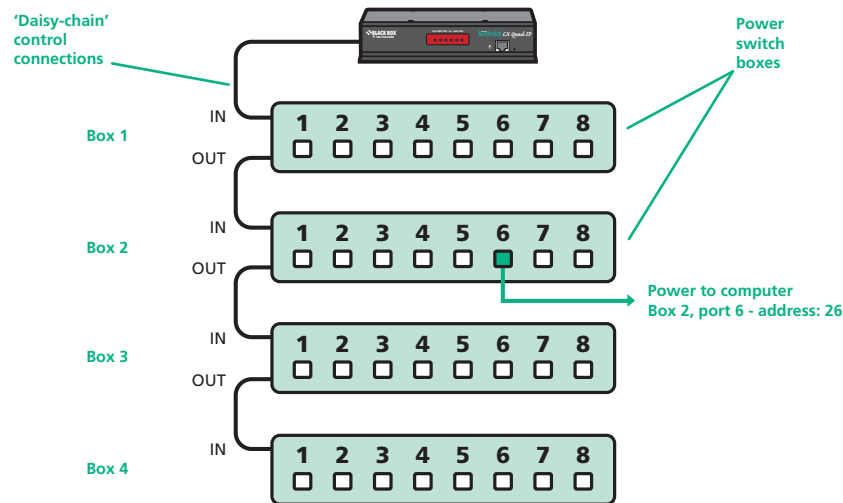 'Daisy-chain'
control
connections
BLACK BOX
CX Quad IP
Power
switch
boxes
IN
Box 1
1 2 3 4 5 6 7 8
OUT
IN
Box 2
1 2 3 4 5 6 7 8
OUT
Power to computer
Box 2, port 6 - address: 26
IN
Box 3
1 2 3 4 5 6 7 8
OUT
IN
Box 4
1 2 3 4 5 6 7 8